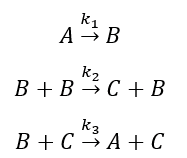 A →k₁ B
B + B →k₂ C + B
B + C →k₃ A + C